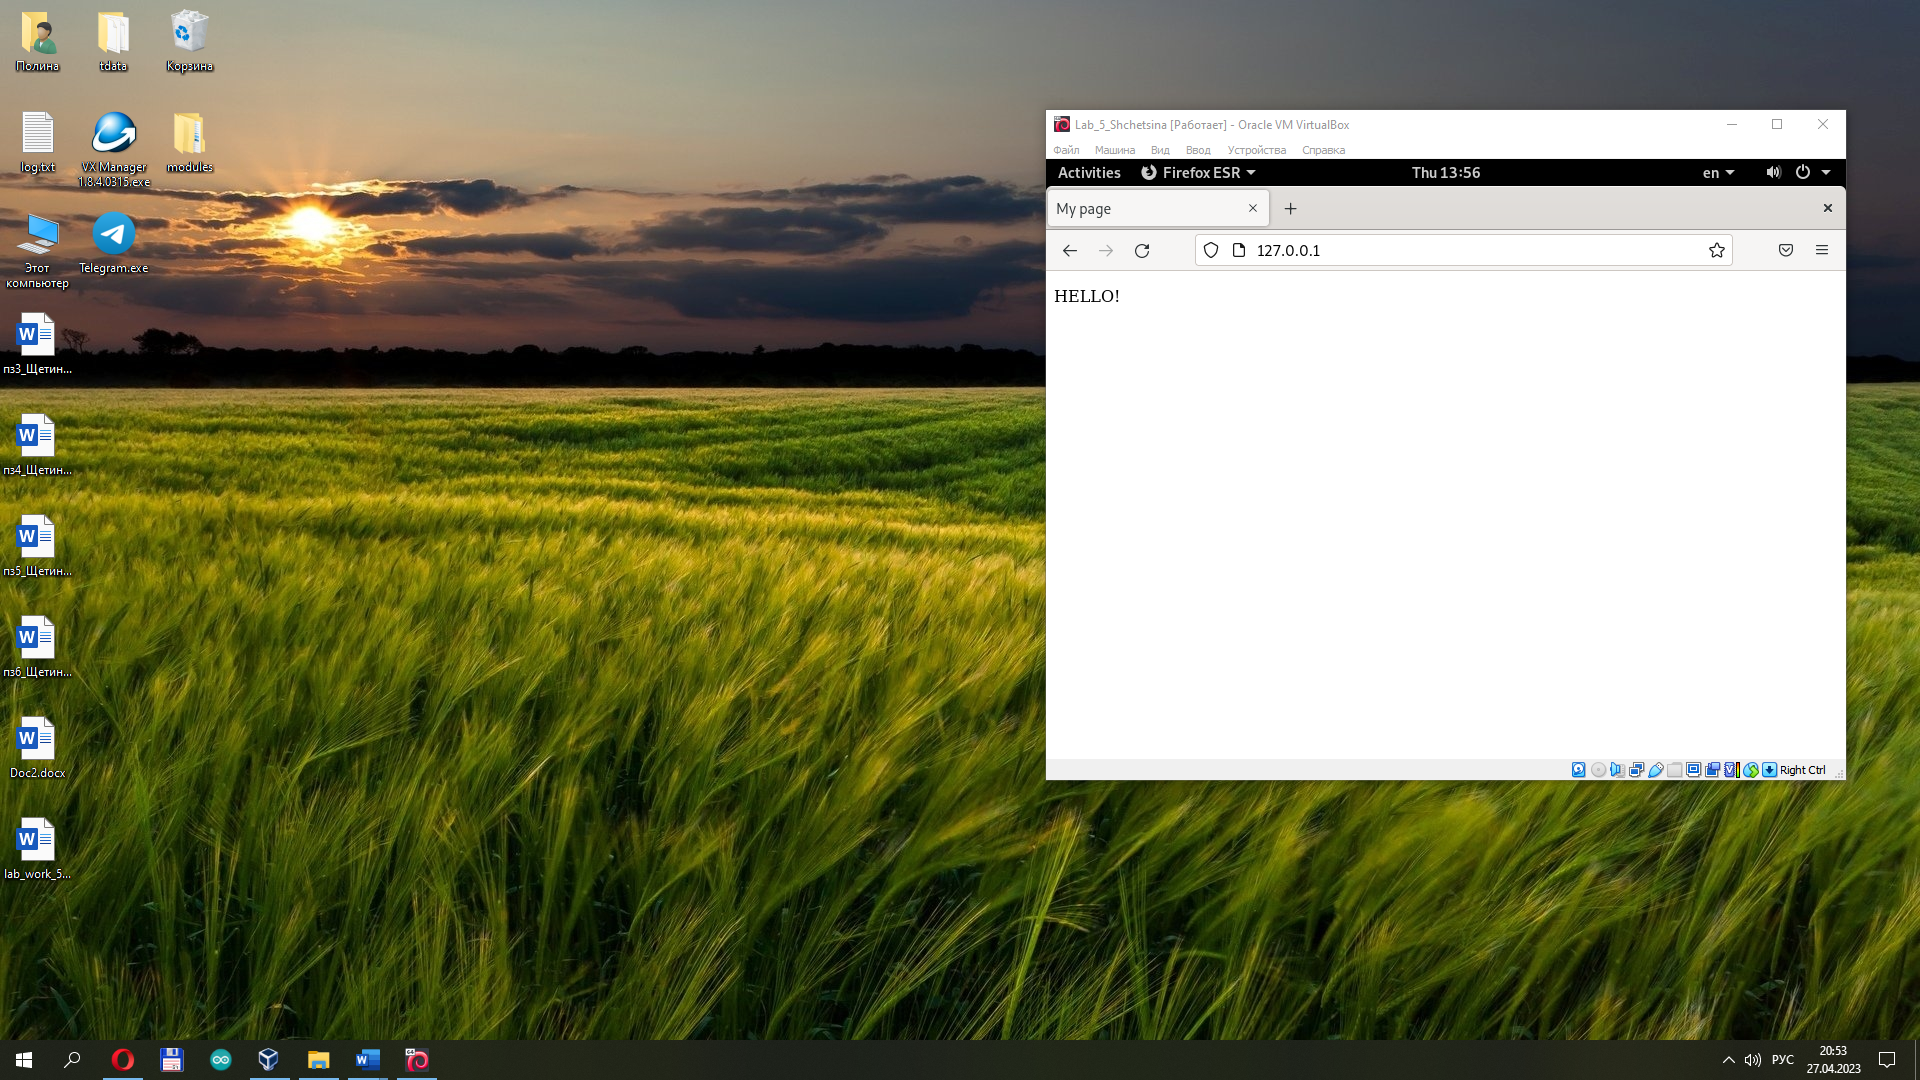 Полина
tdata
Корзина
log.txt
VX Manager
1.8.4.0315.exe
modules
Этот
компьютер
Telegram.exe
пз3_Щетин...
пз4_Щетин...
пз5_Щетин...
пз6_Щетин...
Doc2.docx
lab_work_5...
Lab_5_Shchetsina [Работает] - Oracle VM VirtualBox
Файл Машина Вид Ввод Устройства Справка
Activities Firefox ESR Thu 13:56 en
My page
127.0.0.1
HELLO!
Right Ctrl
РУС
20:53
27.04.2023